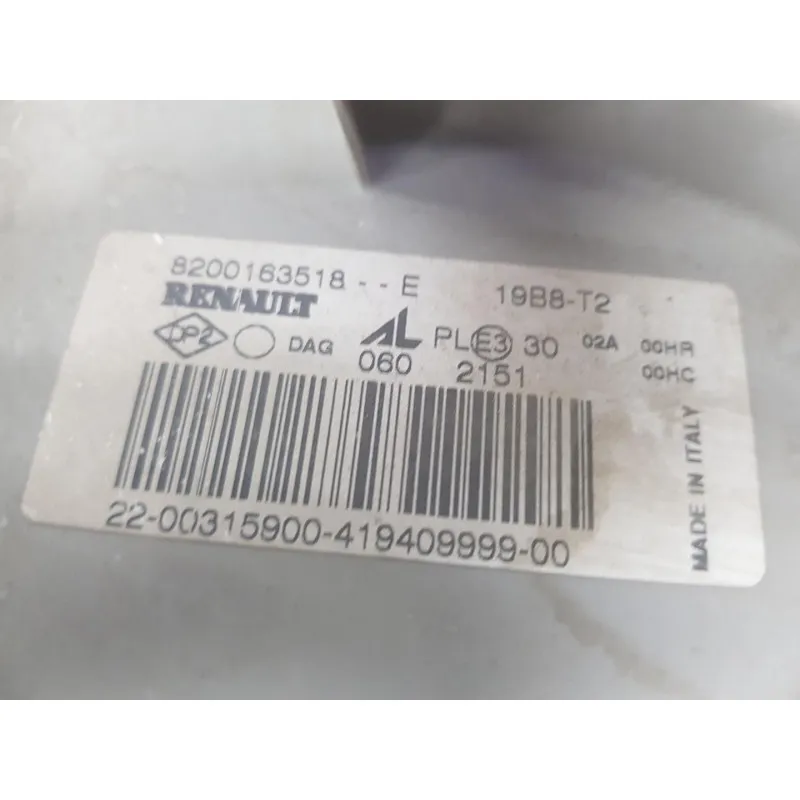 8200163518--E 19B8-T2
RENAULT
DP2 DAG AL PL E3 30 02A 00HR
060 2151 00HC
22-00315900-419409999-00
MADE IN ITALY